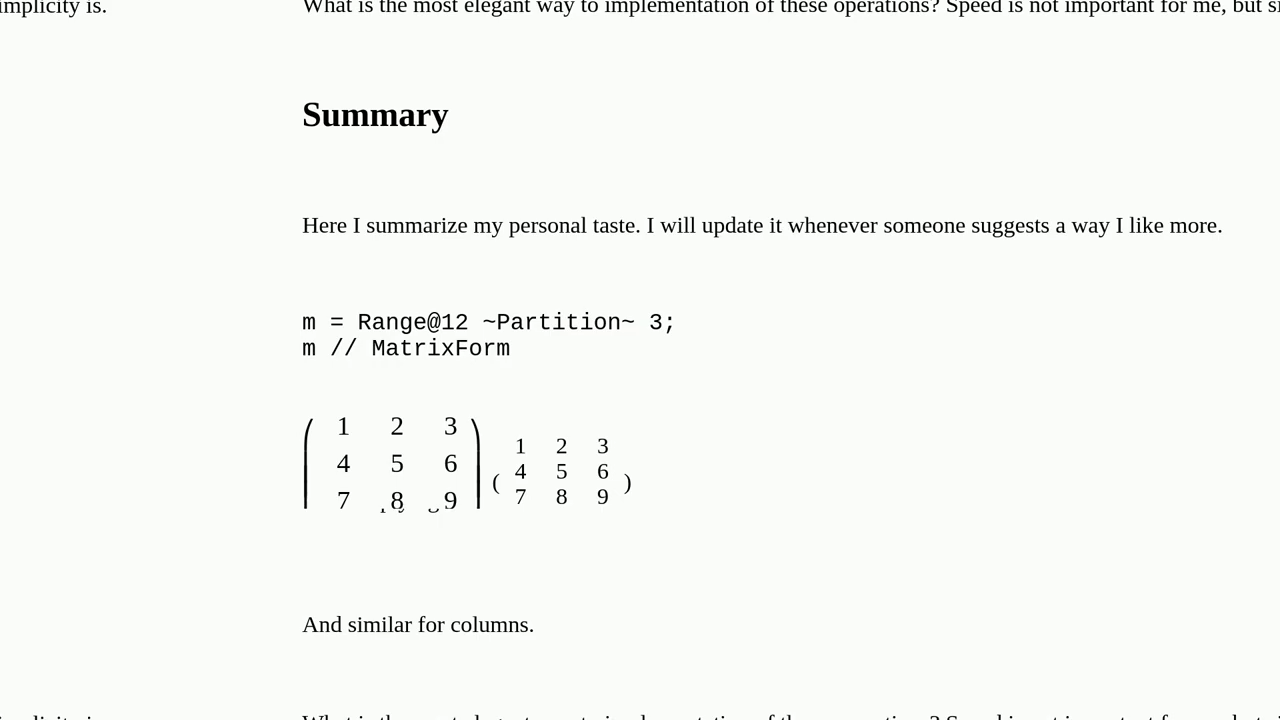 implicity is.
What is the most elegant way to implementation of these operations? Speed is not important for me, but si
Summary
Here I summarize my personal taste. I will update it whenever someone suggests a way I like more.
m = Range@12 ~Partition~ 3;
m // MatrixForm
( 1 2 3 )
4 5 6
7 8 9
1 2 3
4 5 6
( 7 8 9 )
And similar for columns.